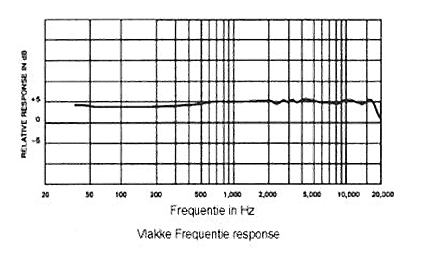 RELATIVE RESPONSE IN dB
+5
0
-5
20 50 100 200 500 1,000 2,000 5,000 10,000 20,000
Frequentie in Hz
Vlakke Frequentie response